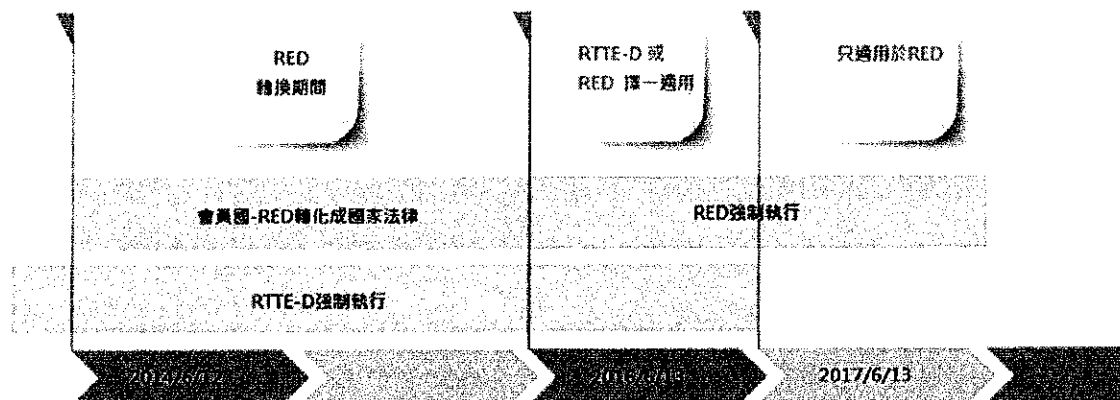 RED
轉換期間
RTTE-D 或
RED 擇一適用
只適用於RED
會員國-RED轉化成國家法律
RED強制執行
RTTE-D強制執行
2017/6/13